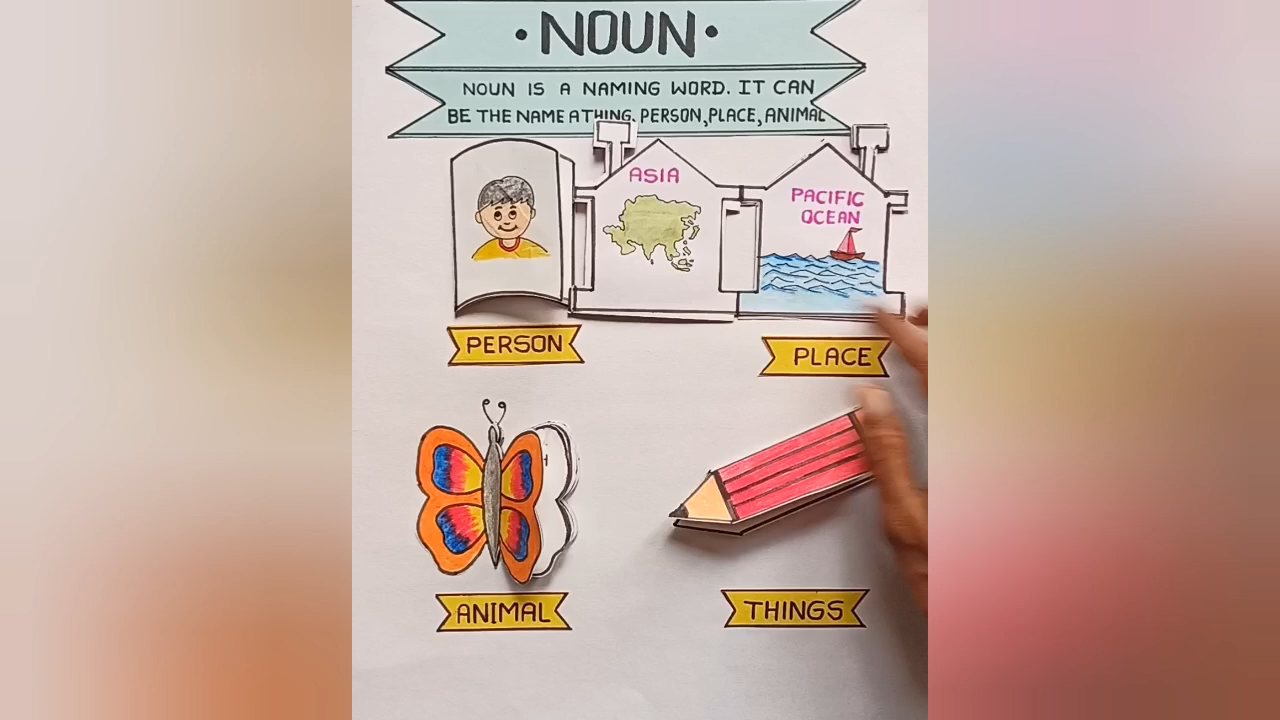 • NOUN •
NOUN IS A NAMING WORD. IT CAN
BE THE NAME A THING, PERSON, PLACE, ANIMAL
ASIA
PACIFIC
OCEAN
PERSON
PLACE
ANIMAL
THINGS